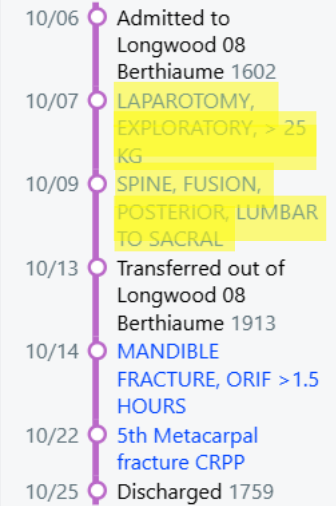 10/06 Admitted to
Longwood 08
Berthiaume 1602
10/07 LAPAROTOMY,
EXPLORATORY, > 25
KG
10/09 SPINE, FUSION,
POSTERIOR, LUMBAR
TO SACRAL
10/13 Transferred out of
Longwood 08
Berthiaume 1913
10/14 MANDIBLE
FRACTURE, ORIF >1.5
HOURS
10/22 5th Metacarpal
fracture CRPP
10/25 Discharged 1759